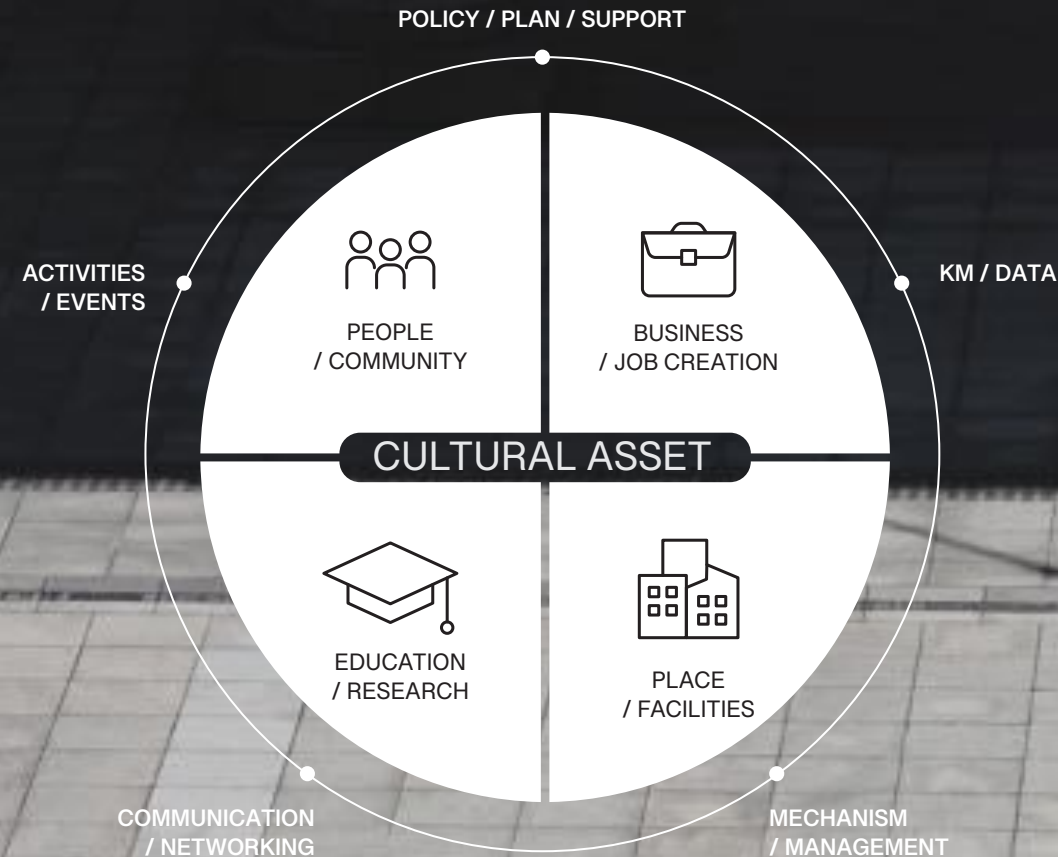 POLICY / PLAN / SUPPORT
ACTIVITIES
/ EVENTS
KM / DATA
PEOPLE
/ COMMUNITY
BUSINESS
/ JOB CREATION
CULTURAL ASSET
EDUCATION
/ RESEARCH
PLACE
/ FACILITIES
COMMUNICATION
/ NETWORKING
MECHANISM
/ MANAGEMENT